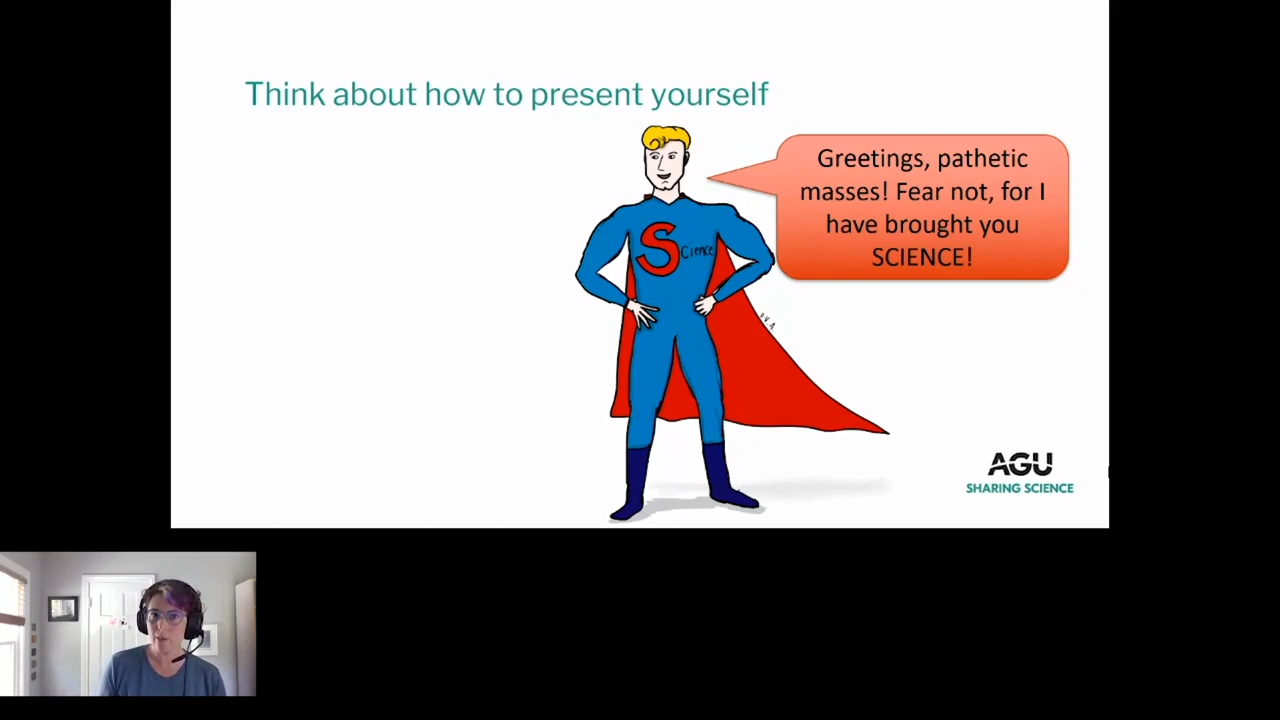 Think about how to present yourself
Greetings, pathetic
masses! Fear not, for I
have brought you
SCIENCE!
Science
AGU
SHARING SCIENCE